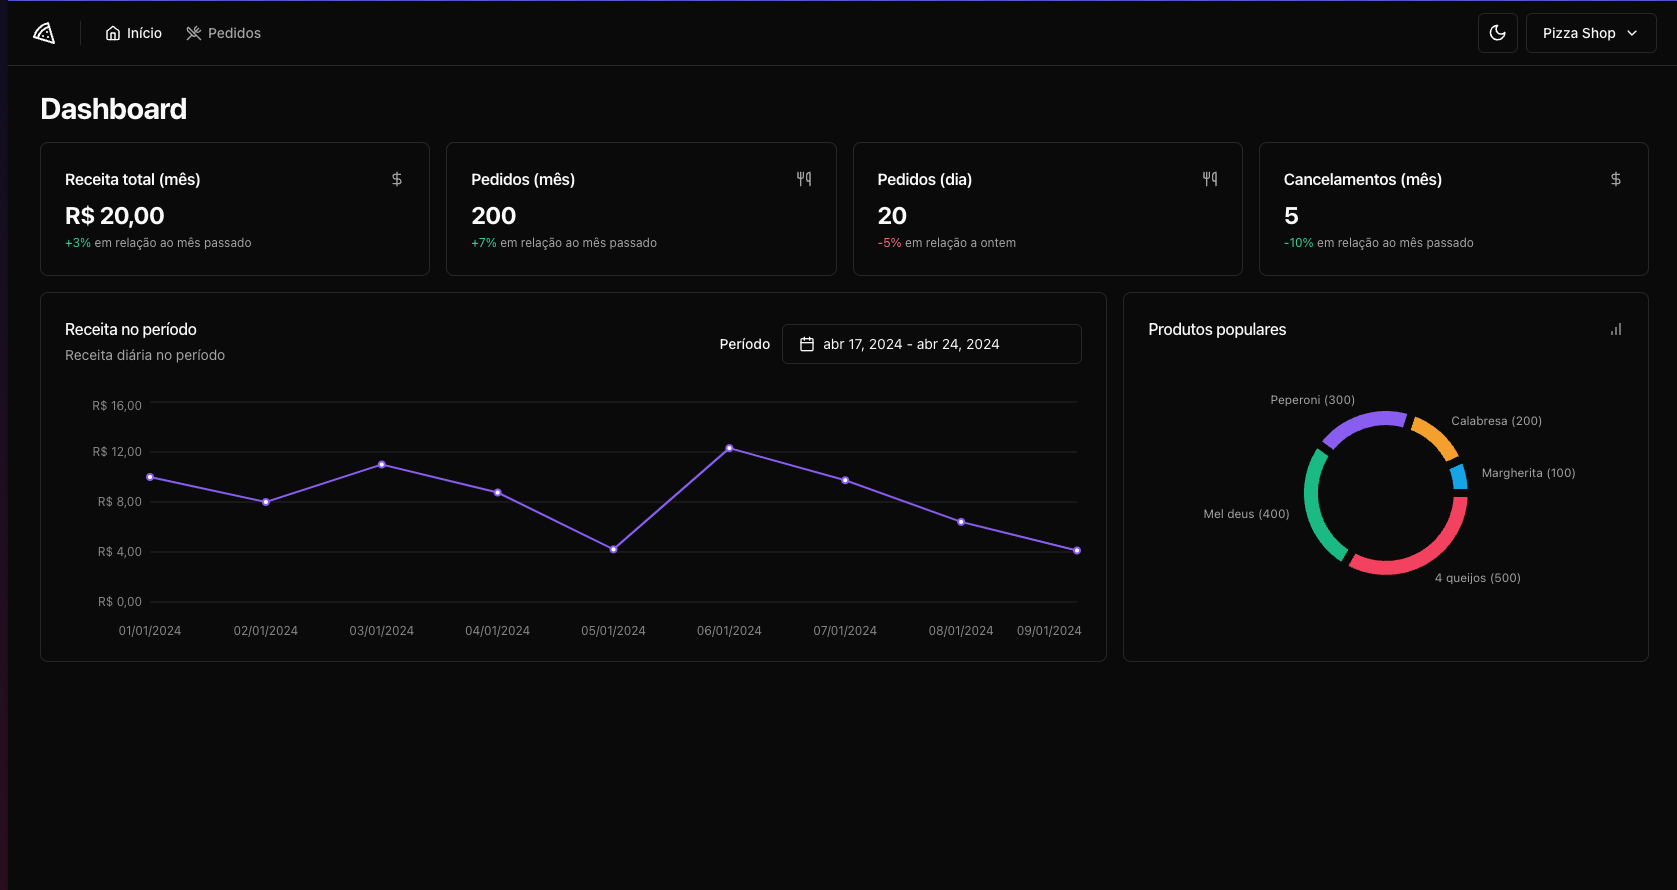 Início
Pedidos
Pizza Shop
Dashboard
Receita total (mês)
R$ 20,00
+3% em relação ao mês passado
Pedidos (mês)
200
+7% em relação ao mês passado
Pedidos (dia)
20
-5% em relação a ontem
Cancelamentos (mês)
5
-10% em relação ao mês passado
Receita no período
Receita diária no período
Período
abr 17, 2024 - abr 24, 2024
R$ 16,00
R$ 12,00
R$ 8,00
R$ 4,00
R$ 0,00
01/01/2024
02/01/2024
03/01/2024
04/01/2024
05/01/2024
06/01/2024
07/01/2024
08/01/2024
09/01/2024
Produtos populares
Peperoni (300)
Calabresa (200)
Margherita (100)
Mel deus (400)
4 queijos (500)